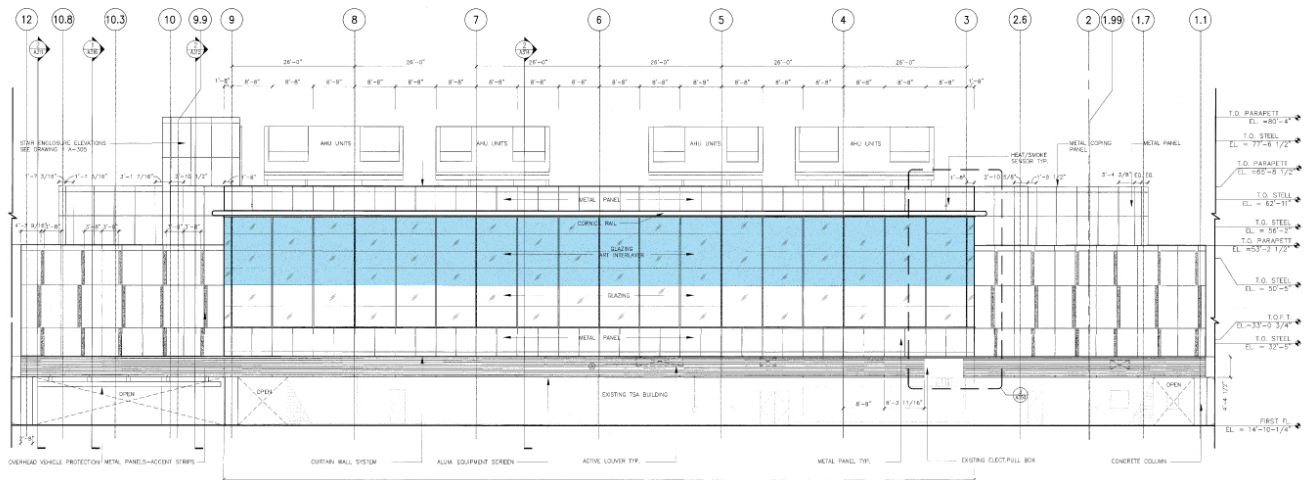 12 10.8 10.3 10 9.9 9 8 7 6 5 4 3 2.6 2 1.99 1.7 1.1
26'-0" 26'-0" 26'-0" 26'-0" 26'-0" 26'-0"
1'-8" 8'-8" 8'-8" 8'-8" 8'-8" 8'-8" 8'-8" 8'-8" 8'-8" 8'-8" 8'-8" 8'-8" 8'-8" 8'-8" 8'-8" 8'-8" 8'-8" 8'-8" 8'-8" 1'-8"
T.O. PARAPETT
EL. =80'-4"
T.O. STEEL
EL. = 77'-6 1/2"
T.O. PARAPETT
EL. =65'-8 1/2"
T.O. STELL
EL. = 62'-11"
T.O. STEEL
EL. = 56'-2"
T.O. PARAPETT
EL. =53'-2 1/2"
T.O. STEEL
EL. = 50'-5"
T.O.F.T.
EL.=33'-0 3/4"
T.O. STEEL
EL. = 32'-5"
FIRST FL.
EL. = 14'-10-1/4"
STAIR ENCLOSURE ELEVATIONS
SEE DRAWING # A-305
AHU UNITS AHU UNITS AHU UNITS AHU UNITS
HEAT/SMOKE
SENSOR TYP.
METAL COPING
PANEL
METAL PANEL
1'-8"
1'-8"
METAL PANEL
CORNICE RAIL
GLAZING
ART INTERLAYER
GLAZING
METAL PANEL
OPEN OPEN EXISTING TSA BUILDING OPEN
8'-8"
4'-4 1/2"
OVERHEAD VEHICLE PROTECTION METAL PANELS-ACCENT STRIPS CURTAIN WALL SYSTEM ALUM. EQUIPMENT SCREEN ACTIVE LOUVER TYP. METAL PANEL TYP. EXISTING ELECT.PULL BOX CONCRETE COLUMN